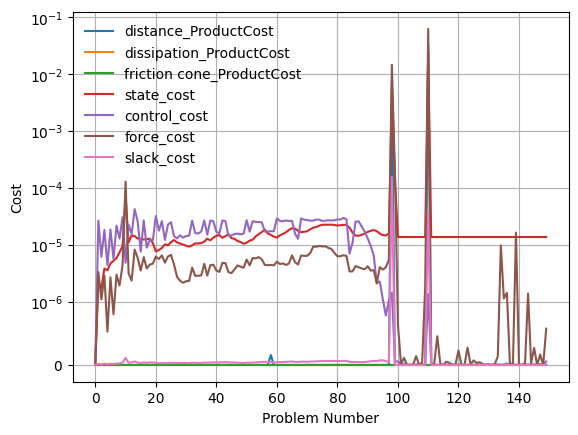 distance_ProductCost
dissipation_ProductCost
friction cone_ProductCost
state_cost
control_cost
force_cost
slack_cost
Cost
10⁻¹
10⁻²
10⁻³
10⁻⁴
10⁻⁵
10⁻⁶
0
0 20 40 60 80 100 120 140
Problem Number